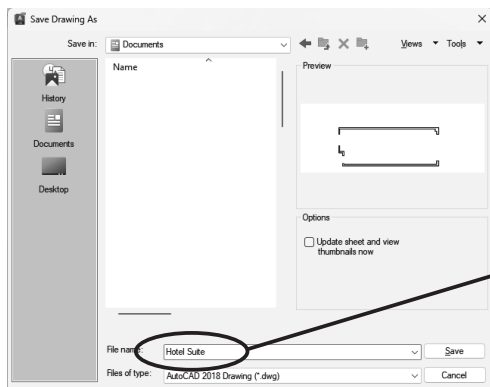 Save Drawing As
Save in: Documents
Views Tools
History
Documents
Desktop
Name
Preview
Options
Update sheet and view
thumbnails now
File name: Hotel Suite
Save
Files of type: AutoCAD 2018 Drawing (*.dwg)
Cancel